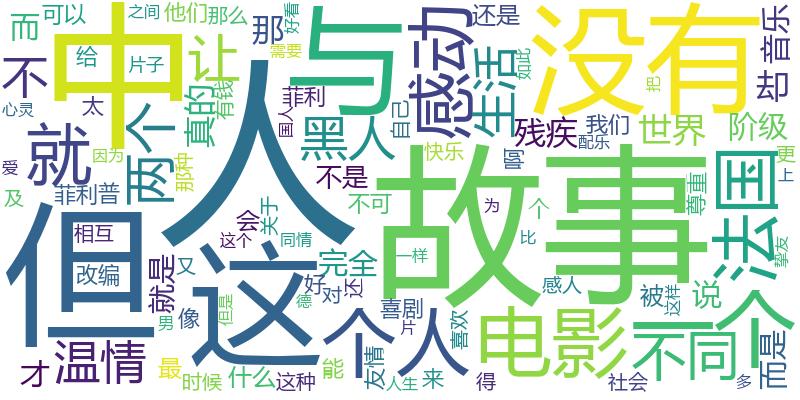 而
可以
之间
他们
那么
中
与
感动
还是
没有
音乐
好看
那
需要
给
片子
让
不
心灵
太
真的
有钱
菲利
国人
自己
生活
如此
把
却
就
两个
黑人
残疾
我们
配乐
世界
阶级
爱
因为
那种
不是
快乐
啊
更
上
及
菲利普
人
故事
尊重
法国
但
相互
会
关于
不可
为
个
这个
同情
比
挚友
改编
就是
又
这
完全
一样
好
对
还
感人
被
这样
说
男
像
但是
德
喜剧
片
喜欢
电影
不同
一个
而是
才
温情
最
时候
什么
这种
能
友情
个人
人生
来
得
社会
多